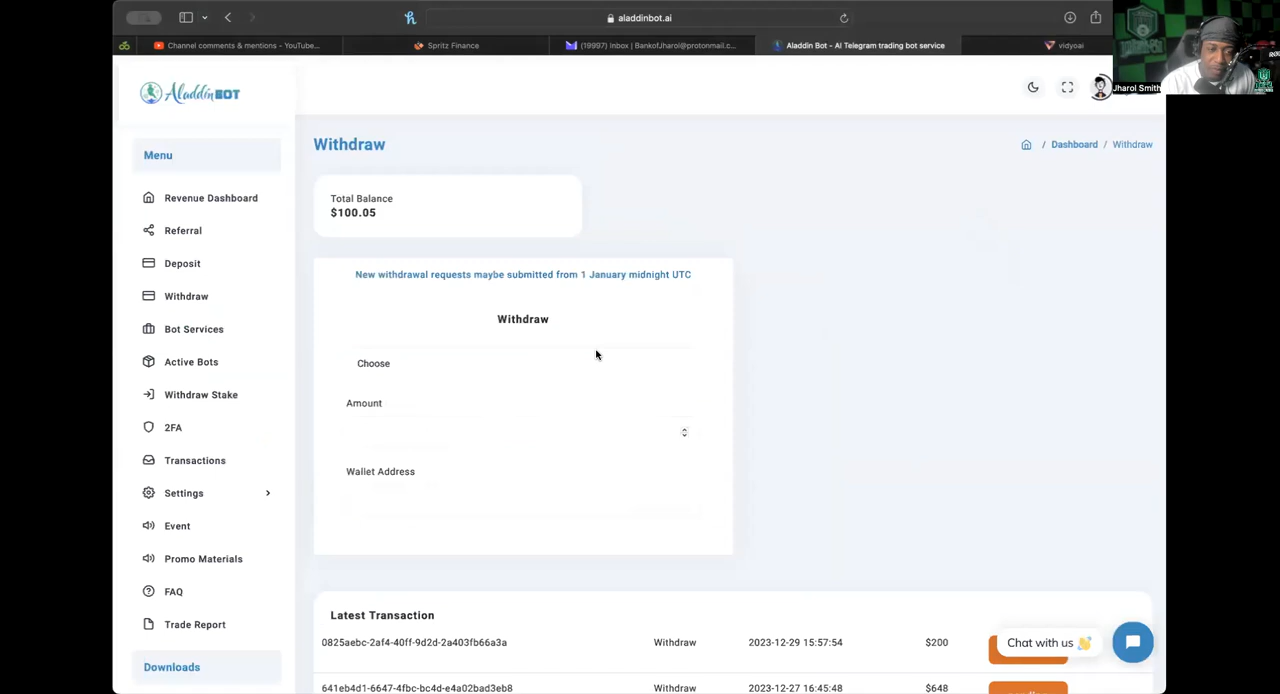 aladdinbot.ai
Channel comments & mentions - YouTube...
Spritz Finance
(19997) Inbox | BankofJharol@protonmail.c...
Aladdin Bot - AI Telegram trading bot service
vidyoai
Jharol Smith
AladdinBOT
Menu
Revenue Dashboard
Referral
Deposit
Withdraw
Bot Services
Active Bots
Withdraw Stake
2FA
Transactions
Settings
Event
Promo Materials
FAQ
Trade Report
Downloads
Withdraw
/ Dashboard / Withdraw
Total Balance
$100.05
New withdrawal requests maybe submitted from 1 January midnight UTC
Withdraw
Choose
Amount
Wallet Address
Latest Transaction
0825aebc-2af4-40ff-9d2d-2a403fb66a3a Withdraw 2023-12-29 15:57:54 $200
641eb4d1-6647-4fbc-bc4d-e4a02bad3eb8 Withdraw 2023-12-27 16:45:48 $648
Chat with us 👋